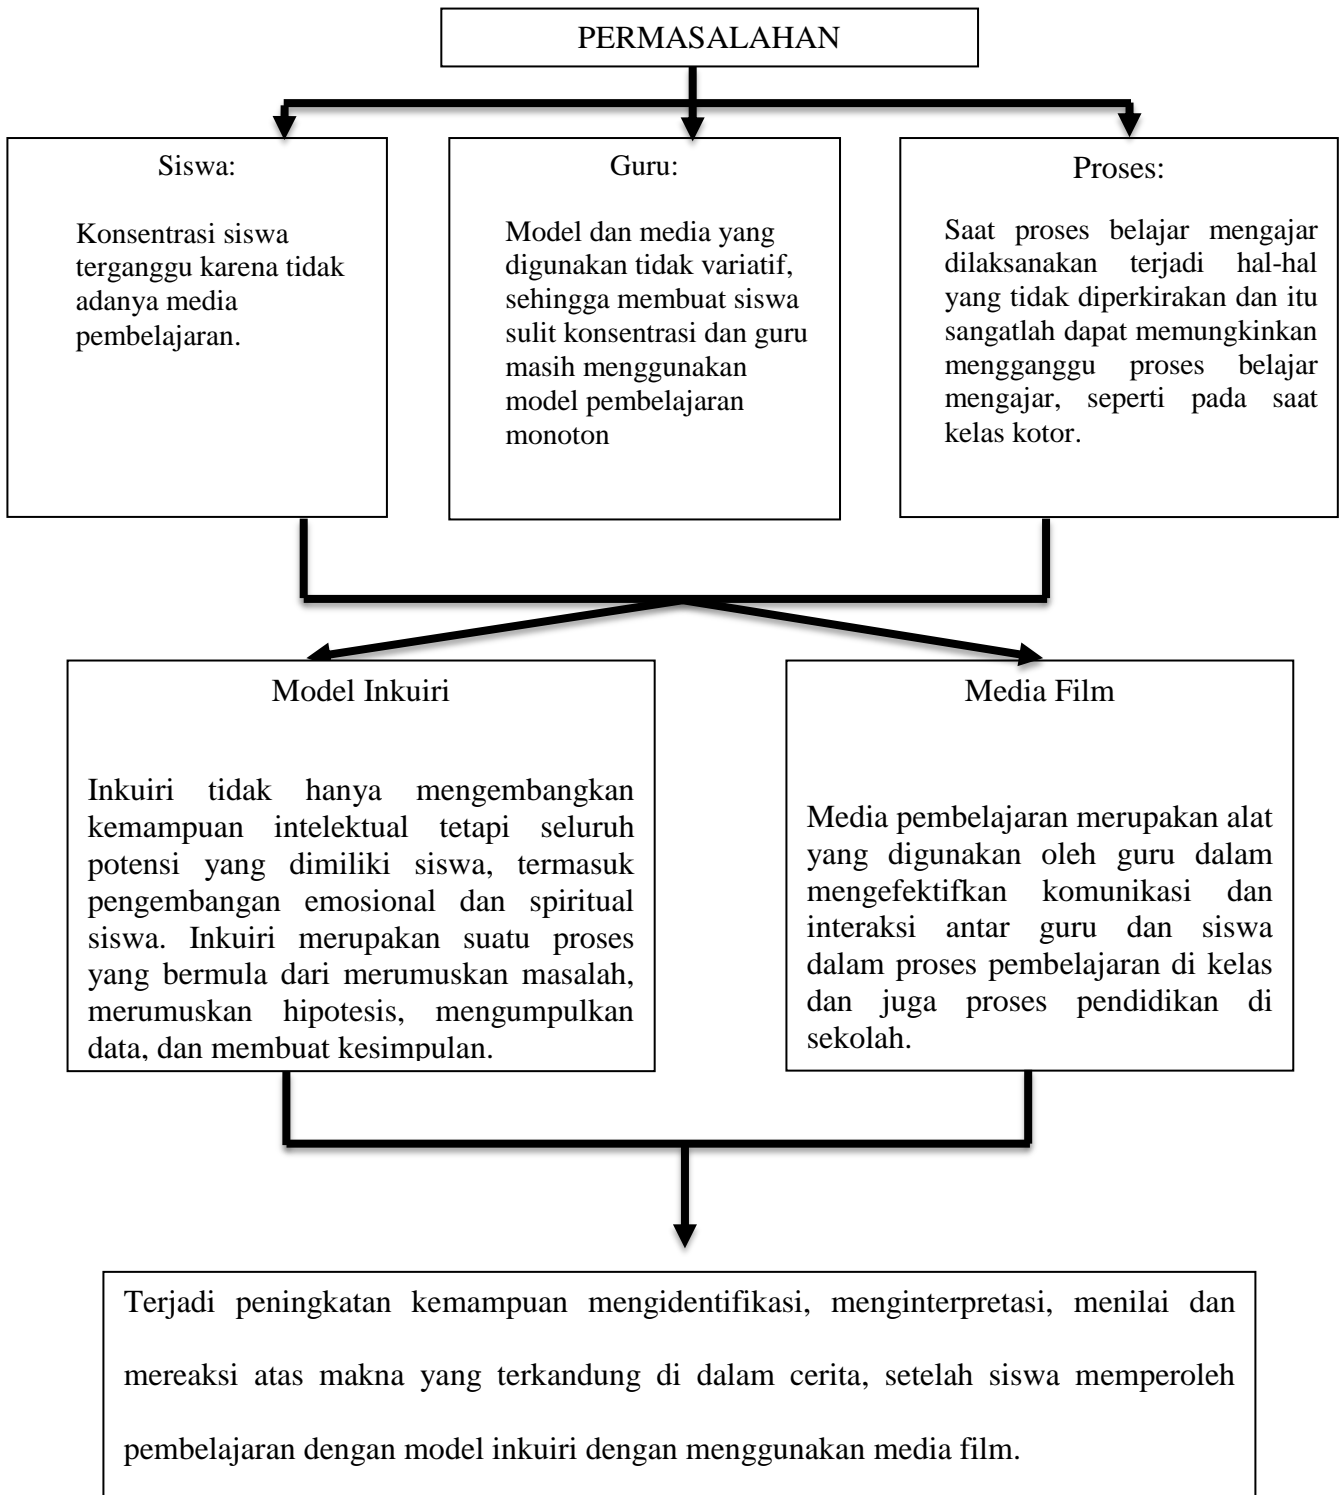 PERMASALAHAN
Siswa:
Konsentrasi siswa
terganggu karena tidak
adanya media
pembelajaran.
Guru:
Model dan media yang
digunakan tidak variatif,
sehingga membuat siswa
sulit konsentrasi dan guru
masih menggunakan
model pembelajaran
monoton
Proses:
Saat proses belajar mengajar
dilaksanakan terjadi hal-hal
yang tidak diperkirakan dan itu
sangatlah dapat memungkinkan
mengganggu proses belajar
mengajar, seperti pada saat
kelas kotor.
Model Inkuiri
Inkuiri tidak hanya mengembangkan
kemampuan intelektual tetapi seluruh
potensi yang dimiliki siswa, termasuk
pengembangan emosional dan spiritual
siswa. Inkuiri merupakan suatu proses
yang bermula dari merumuskan masalah,
merumuskan hipotesis, mengumpulkan
data, dan membuat kesimpulan.
Media Film
Media pembelajaran merupakan alat
yang digunakan oleh guru dalam
mengefektifkan komunikasi dan
interaksi antar guru dan siswa
dalam proses pembelajaran di kelas
dan juga proses pendidikan di
sekolah.
Terjadi peningkatan kemampuan mengidentifikasi, menginterpretasi, menilai dan
mereaksi atas makna yang terkandung di dalam cerita, setelah siswa memperoleh
pembelajaran dengan model inkuiri dengan menggunakan media film.